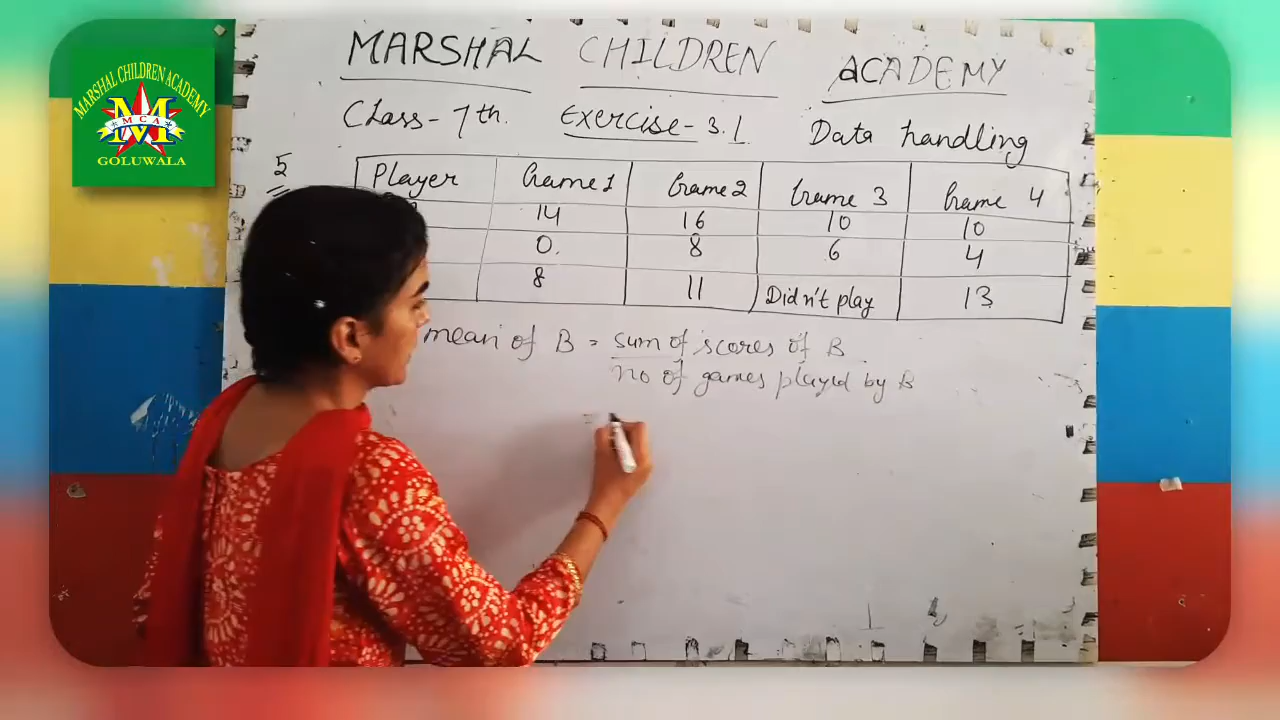 MARSHAL CHILDREN ACADEMY
MARSHAL CHILDREN ACADEMY
M C A
GOLUWALA
Class - 7th. Exercise - 3.1 Data handling
5
Player Game 1 Game 2 Game 3 Game 4
14 16 10 10
0. 8 6 4
8 11 Didn't play 13
mean of B = sum of scores of B
no of games played by B
=